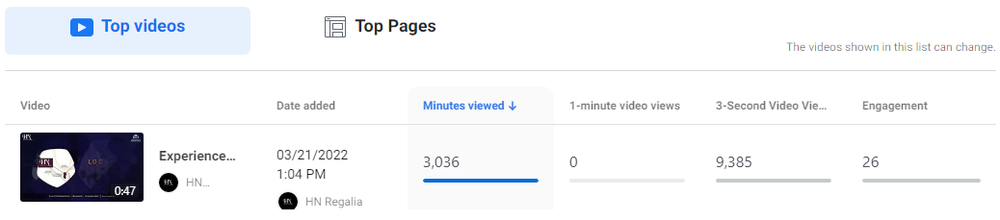 Top videos
Top Pages
The videos shown in this list can change.
Video
Date added
Minutes viewed ↓
1-minute video views
3-Second Video Vie...
Engagement
HN
LOC
0:47
Experience...
HN...
03/21/2022
1:04 PM
HN Regalia
3,036
0
9,385
26